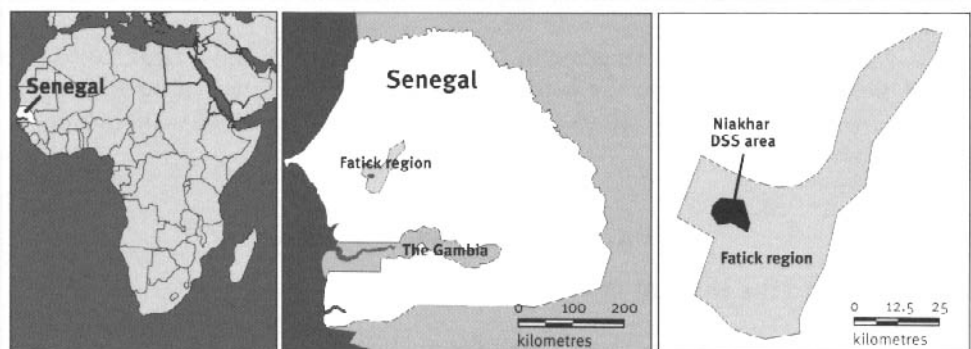 Senegal
Senegal
Fatick region
The Gambia
0 100 200
kilometres
Niakhar
DSS area
Fatick region
0 12.5 25
kilometres